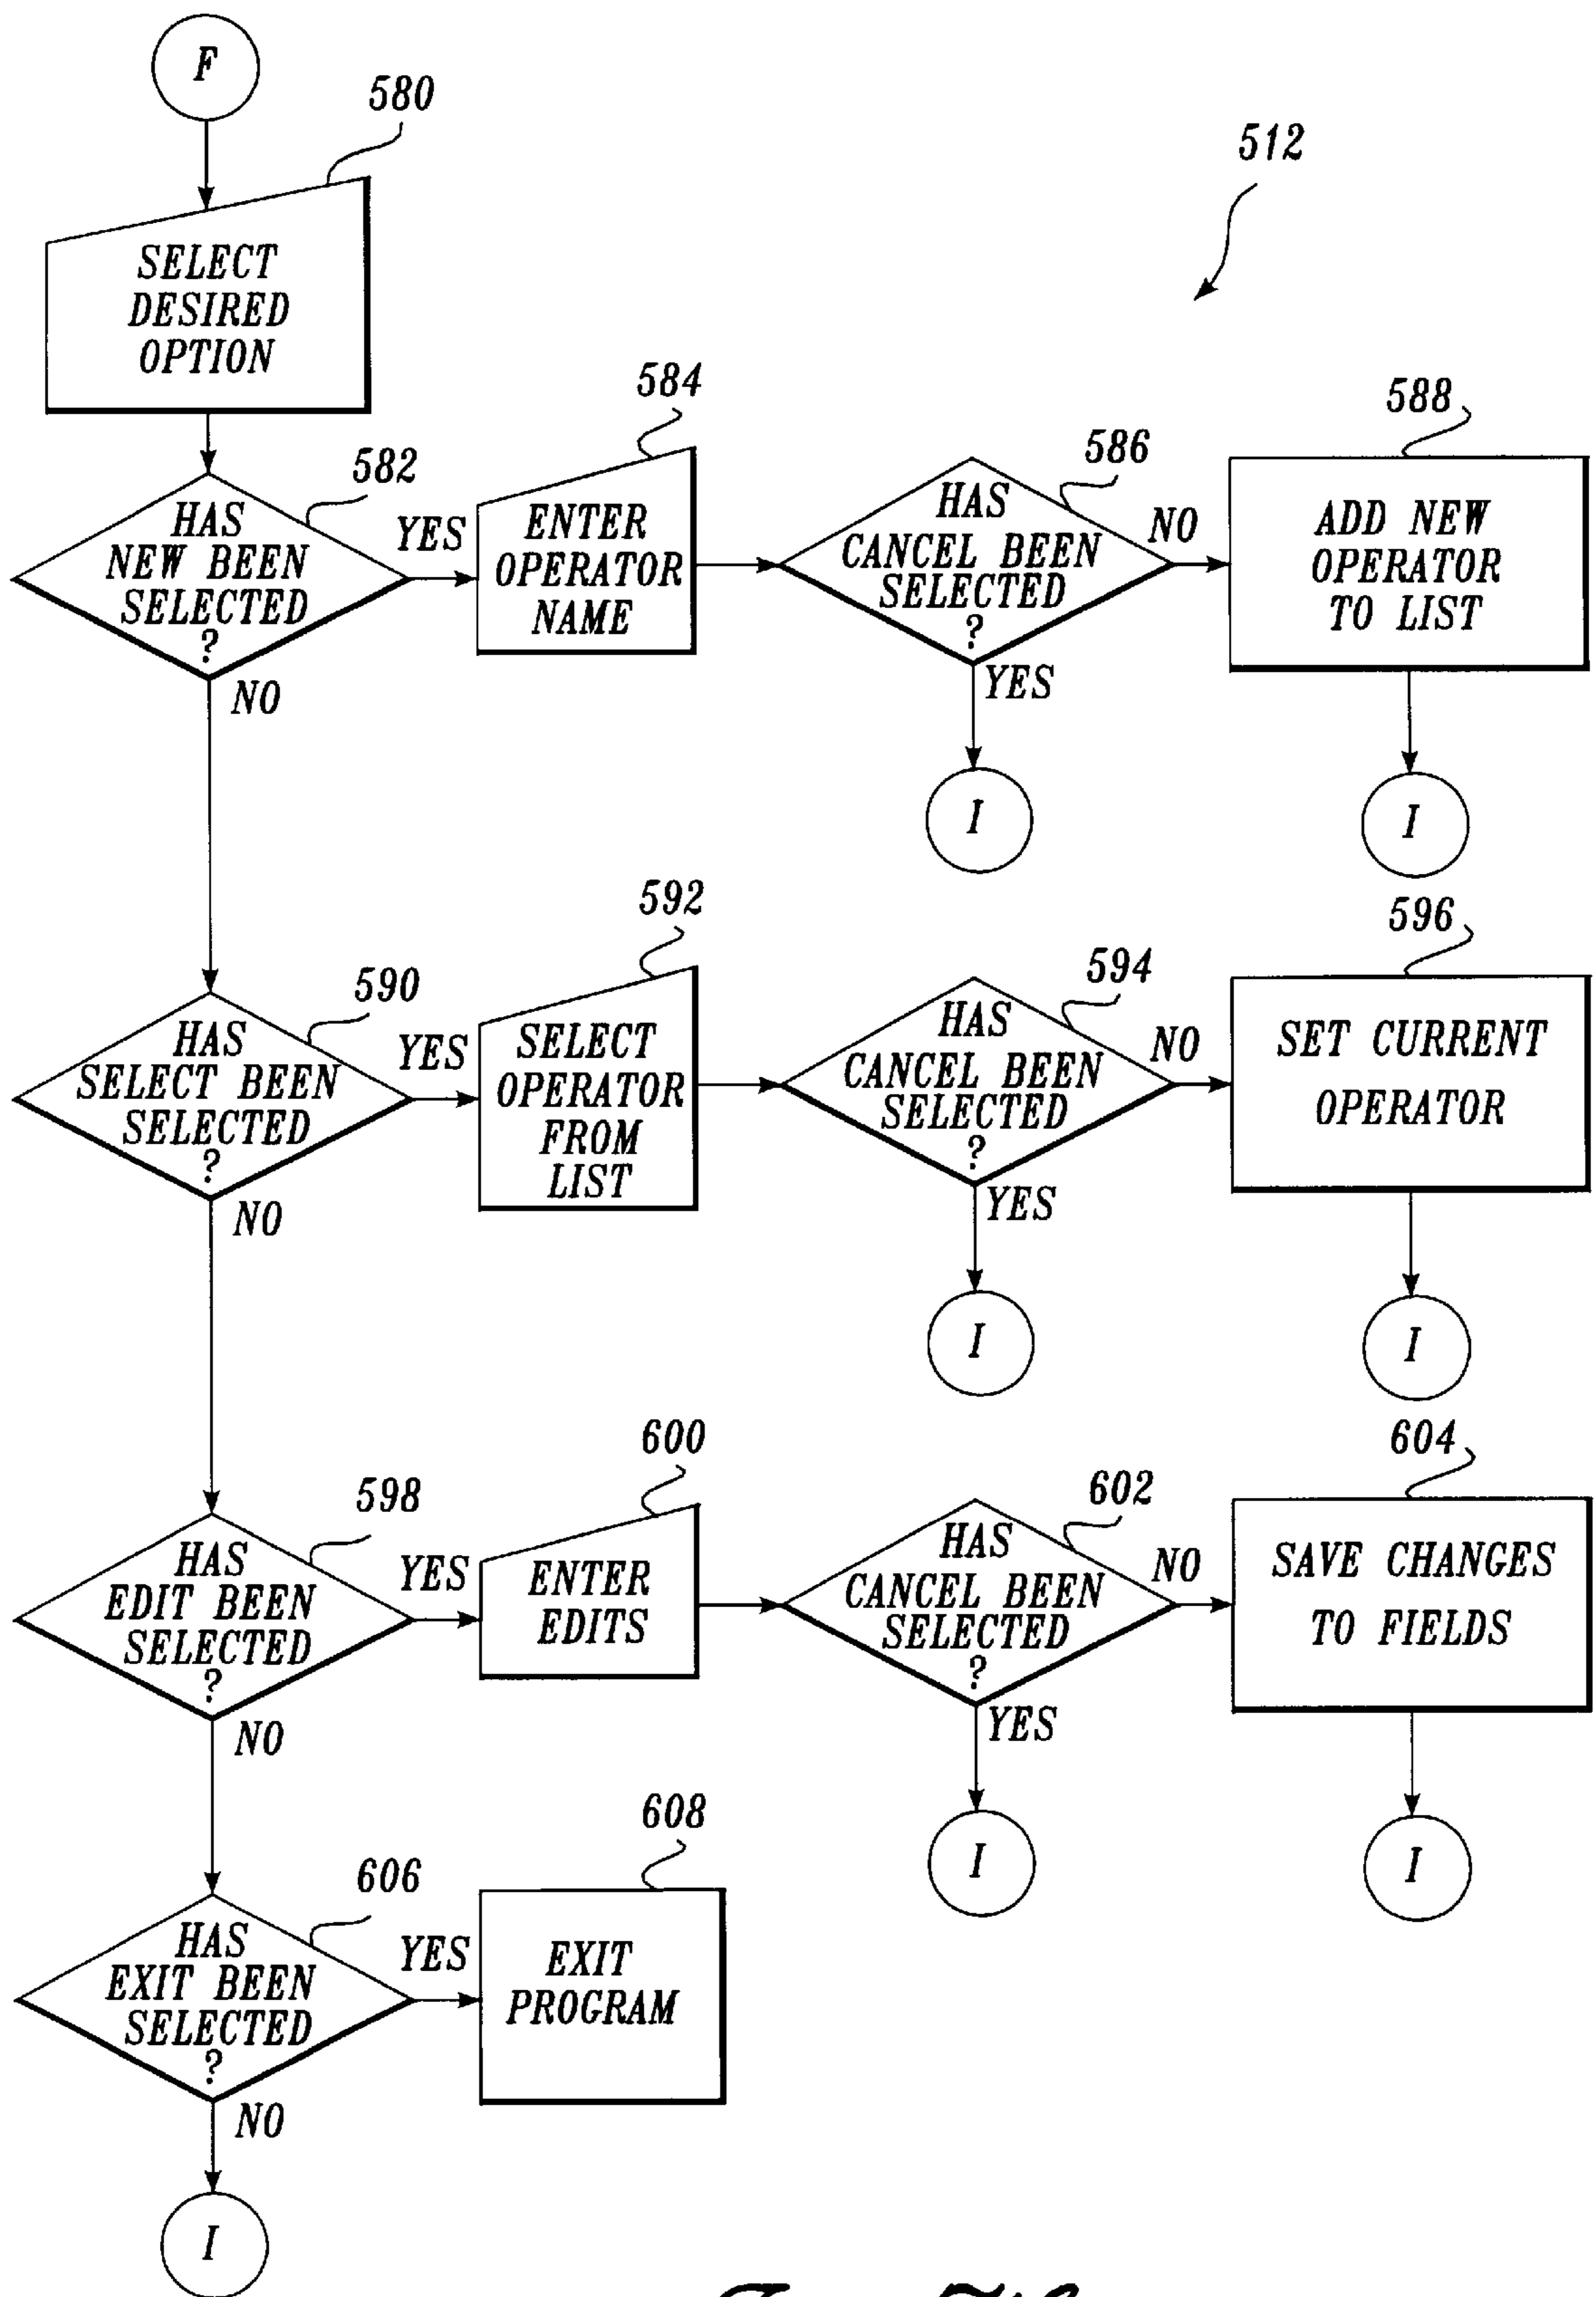 F
580
512
SELECT
DESIRED
OPTION
582
HAS
NEW BEEN
SELECTED
?
YES
NO
584
ENTER
OPERATOR
NAME
586
HAS
CANCEL BEEN
SELECTED
?
NO
YES
588
ADD NEW
OPERATOR
TO LIST
I
I
590
HAS
SELECT BEEN
SELECTED
?
YES
NO
592
SELECT
OPERATOR
FROM
LIST
594
HAS
CANCEL BEEN
SELECTED
?
NO
YES
596
SET CURRENT
OPERATOR
I
I
598
HAS
EDIT BEEN
SELECTED
?
YES
NO
600
ENTER
EDITS
602
HAS
CANCEL BEEN
SELECTED
?
NO
YES
604
SAVE CHANGES
TO FIELDS
I
I
606
HAS
EXIT BEEN
SELECTED
?
YES
NO
608
EXIT
PROGRAM
I